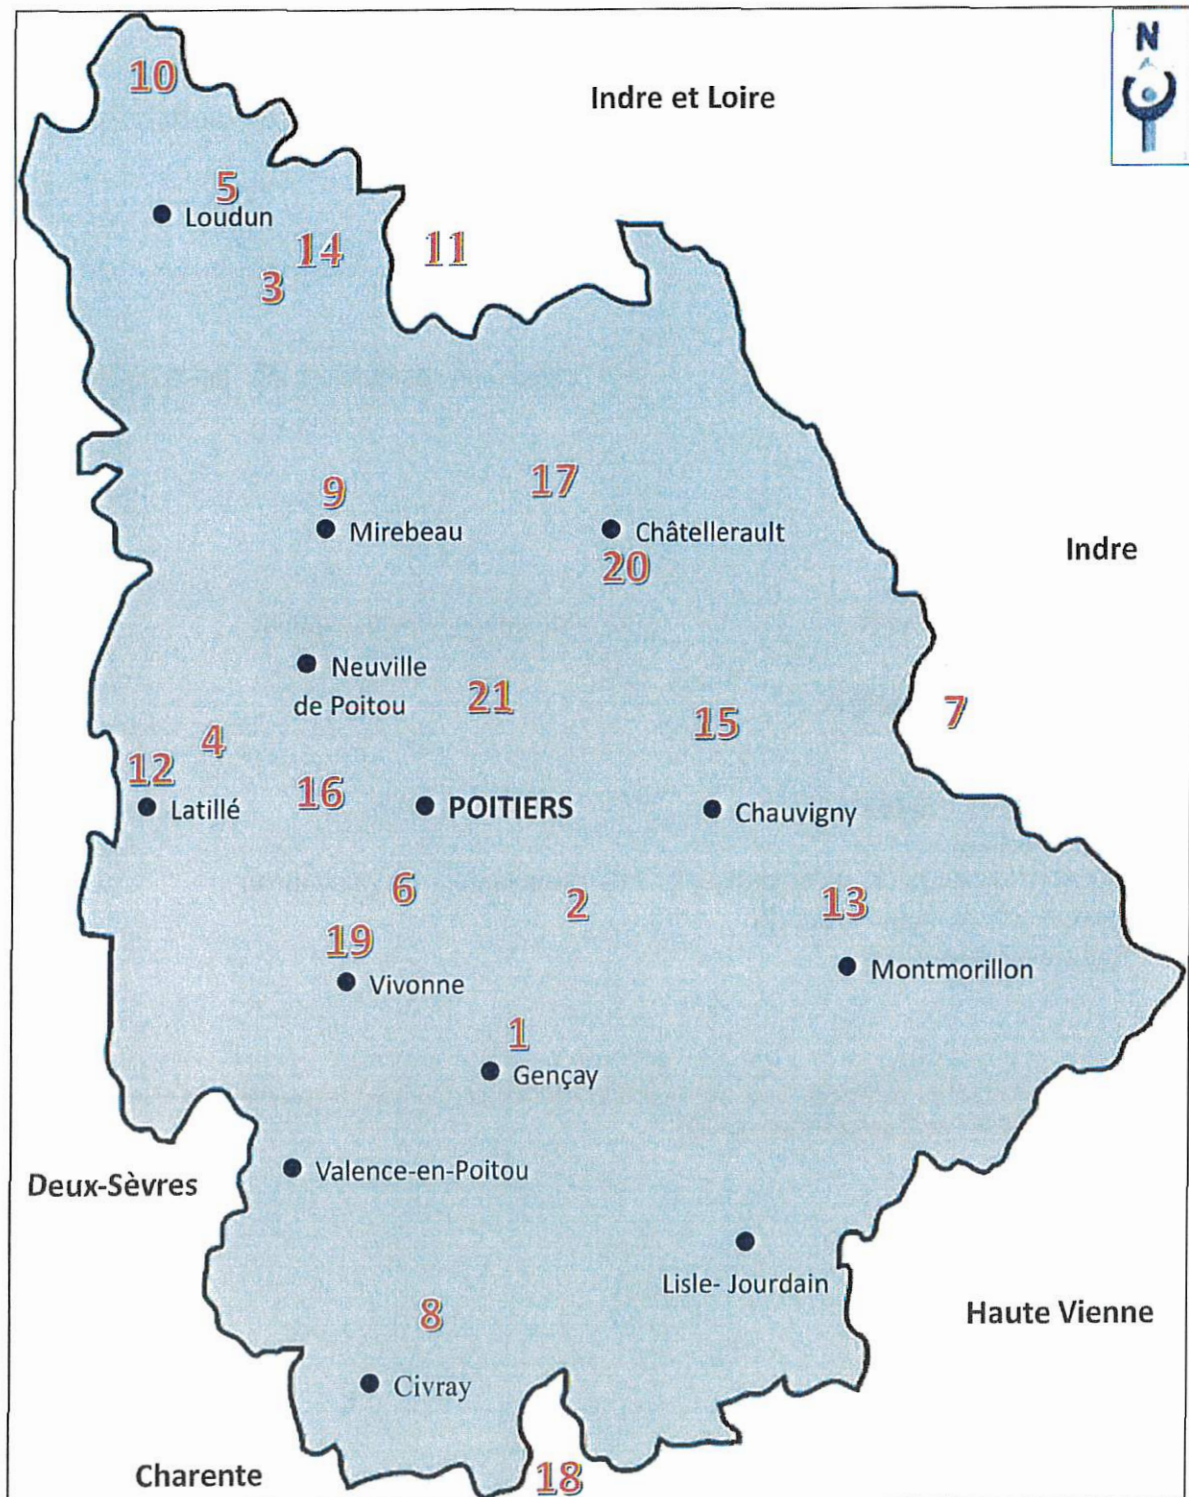 N
10
Indre et Loire
5
Loudun
14
11
3
17
9
Mirebeau
Châtellerault
Indre
20
Neuville
de Poitou
21
7
15
4
12
16
Latillé
POITIERS
Chauvigny
6
2
13
19
Vivonne
Montmorillon
1
Gençay
Deux-Sèvres
Valence-en-Poitou
Lisle- Jourdain
8
Haute Vienne
Civray
Charente
18